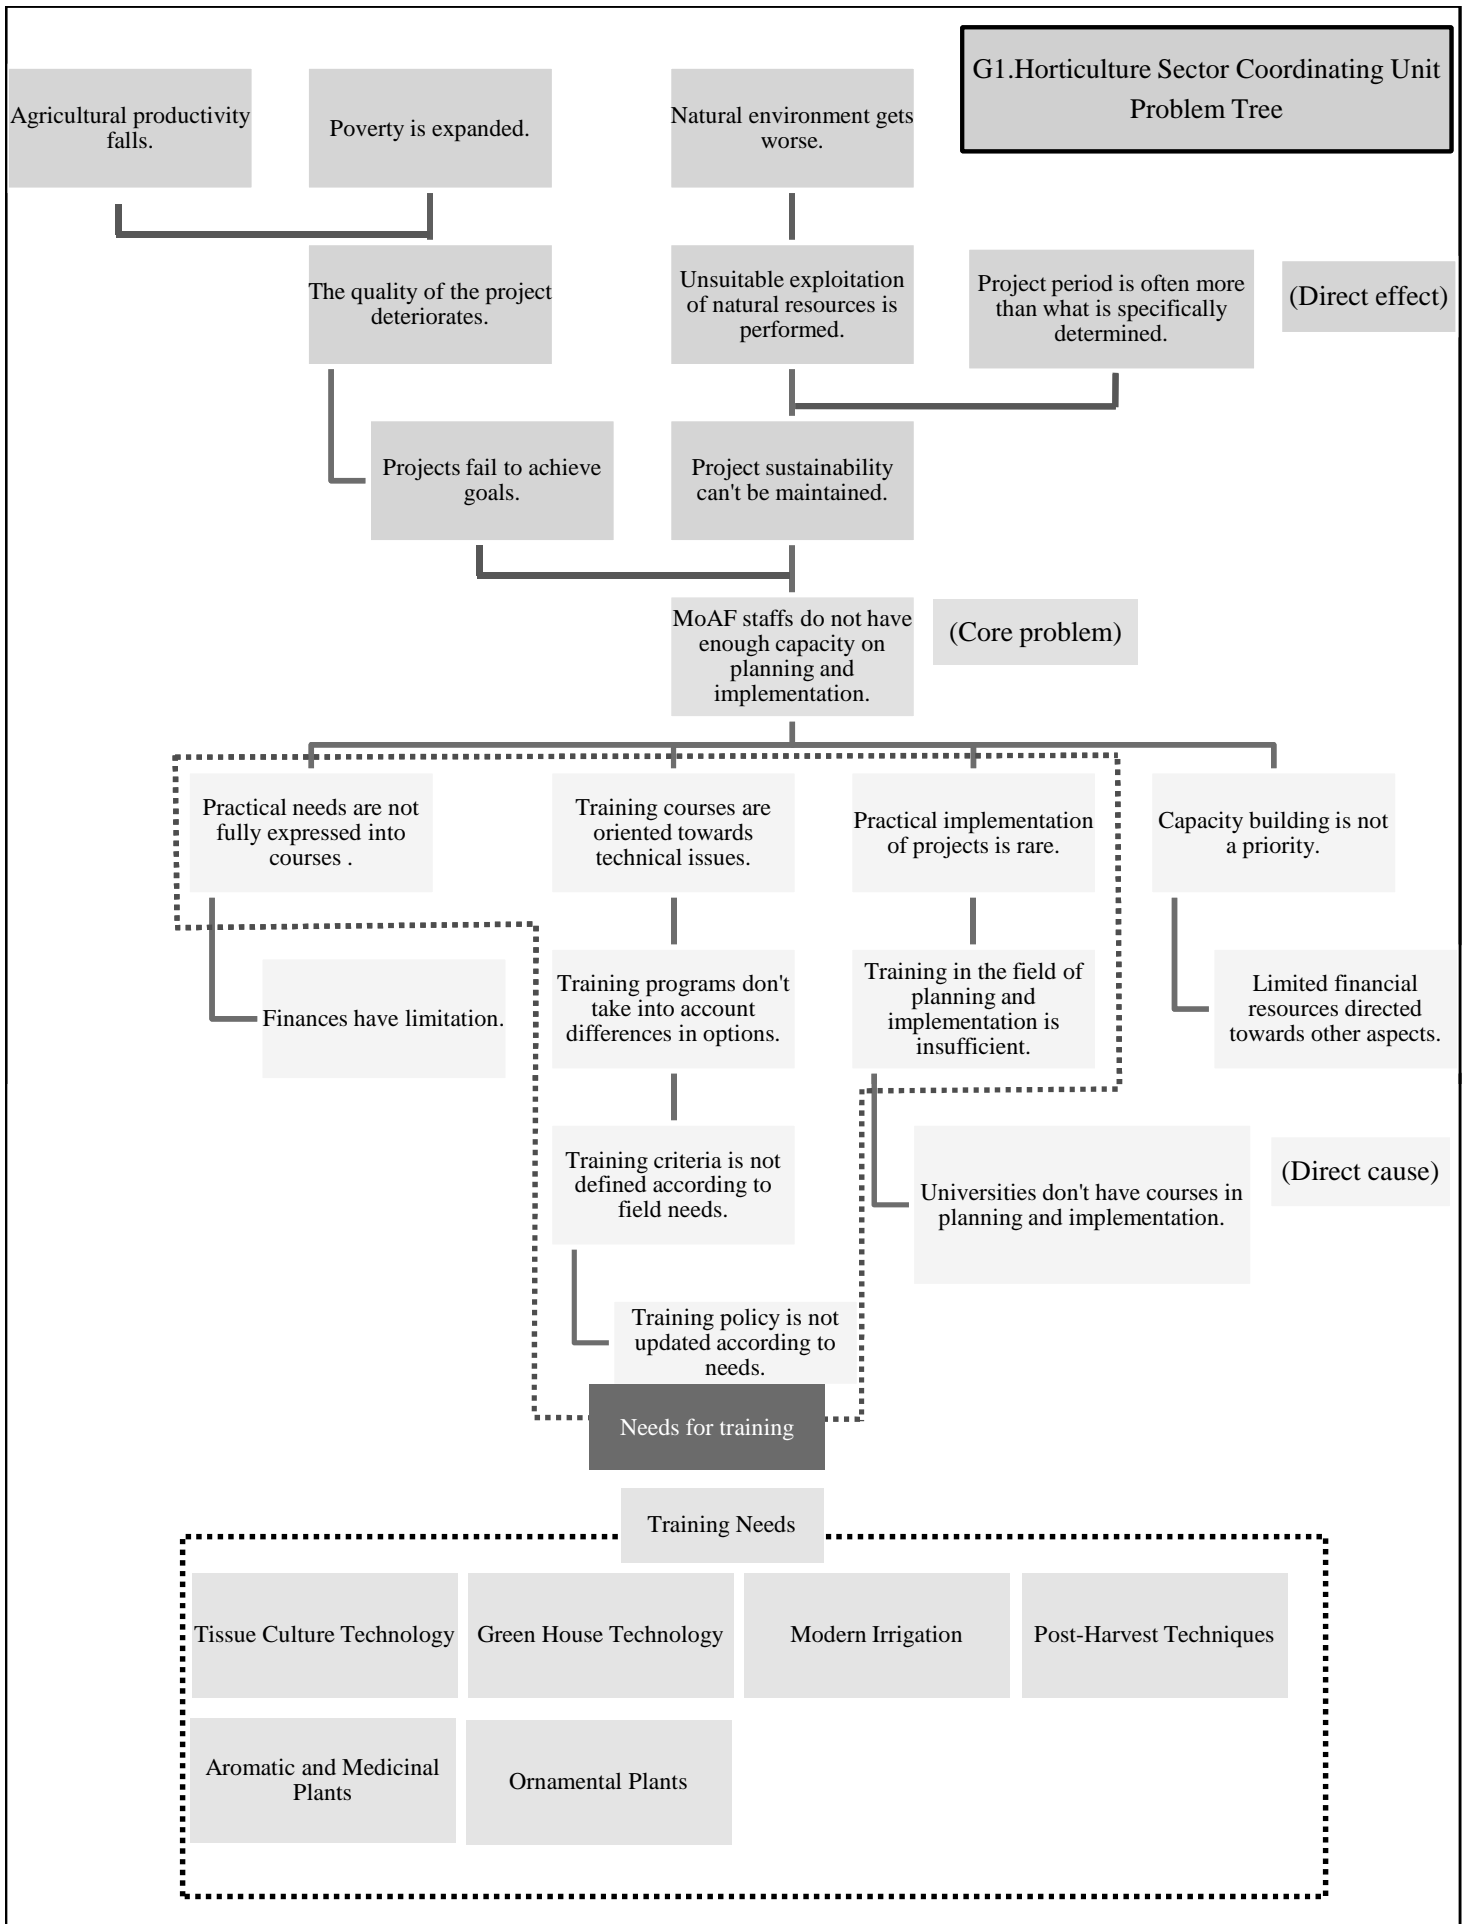 G1.Horticulture Sector Coordinating Unit
Problem Tree
Agricultural productivity
falls.
Poverty is expanded.
Natural environment gets
worse.
The quality of the project
deteriorates.
Unsuitable exploitation
of natural resources is
performed.
Project period is often more
than what is specifically
determined.
(Direct effect)
Projects fail to achieve
goals.
Project sustainability
can't be maintained.
MoAF staffs do not have
enough capacity on
planning and
implementation.
(Core problem)
Practical needs are not
fully expressed into
courses .
Training courses are
oriented towards
technical issues.
Practical implementation
of projects is rare.
Capacity building is not
a priority.
Finances have limitation.
Training programs don't
take into account
differences in options.
Training in the field of
planning and
implementation is
insufficient.
Limited financial
resources directed
towards other aspects.
Training criteria is not
defined according to
field needs.
Universities don't have courses in
planning and implementation.
(Direct cause)
Training policy is not
updated according to
needs.
Needs for training
Training Needs
Tissue Culture Technology
Green House Technology
Modern Irrigation
Post-Harvest Techniques
Aromatic and Medicinal
Plants
Ornamental Plants